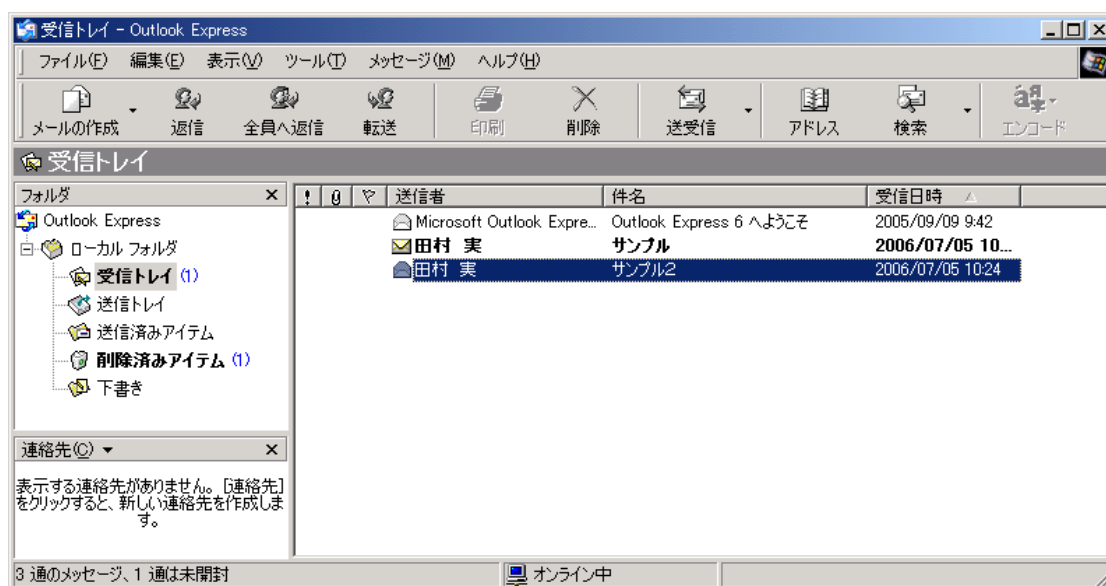 受信トレイ - Outlook Express
ファイル(F) 編集(E) 表示(V) ツール(T) メッセージ(M) ヘルプ(H)
メールの作成 返信 全員へ返信 転送 印刷 削除 送受信 アドレス 検索 エンコード
受信トレイ
フォルダ
Outlook Express
ローカル フォルダ
受信トレイ (1)
送信トレイ
送信済みアイテム
削除済みアイテム (1)
下書き
連絡先(C)
表示する連絡先がありません。[連絡先]
をクリックすると、新しい連絡先を作成しま
す。
送信者 件名 受信日時
Microsoft Outlook Expre... Outlook Express 6 へようこそ 2005/09/09 9:42
田村 実 サンプル 2006/07/05 10...
田村 実 サンプル2 2006/07/05 10:24
3 通のメッセージ、1 通は未開封 オンライン中